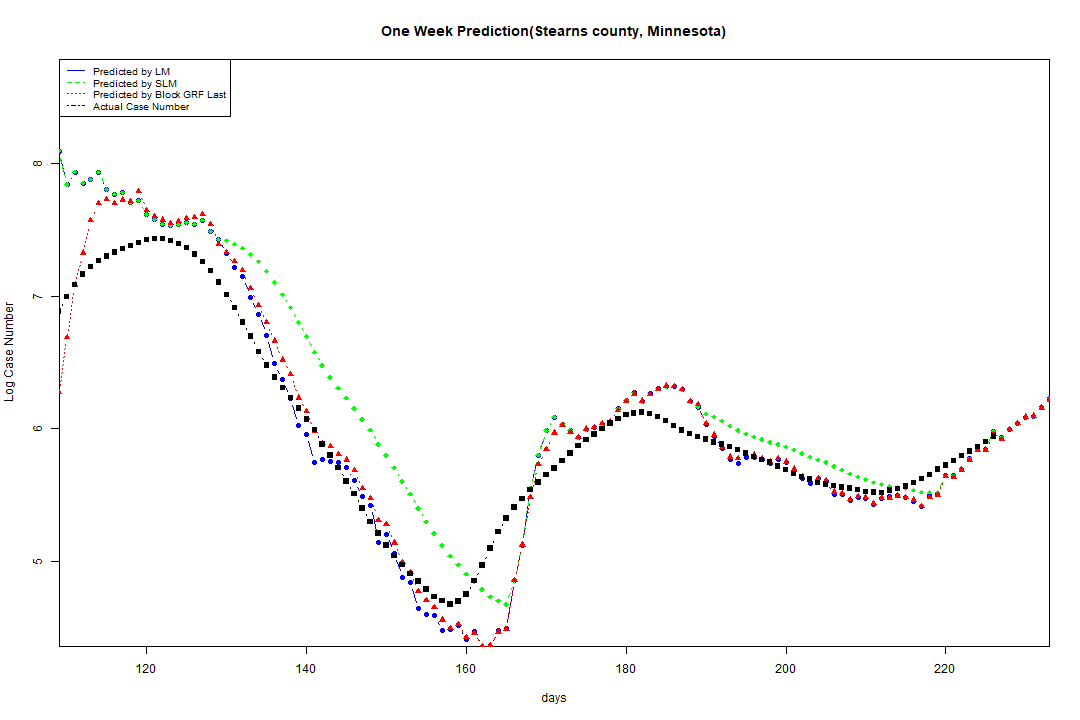 One Week Prediction(Stearns county, Minnesota)
Predicted by LM
Predicted by SLM
Predicted by Block GRF Last
Actual Case Number
8
7
6
5
Log Case Number
120 140 160 180 200 220
days